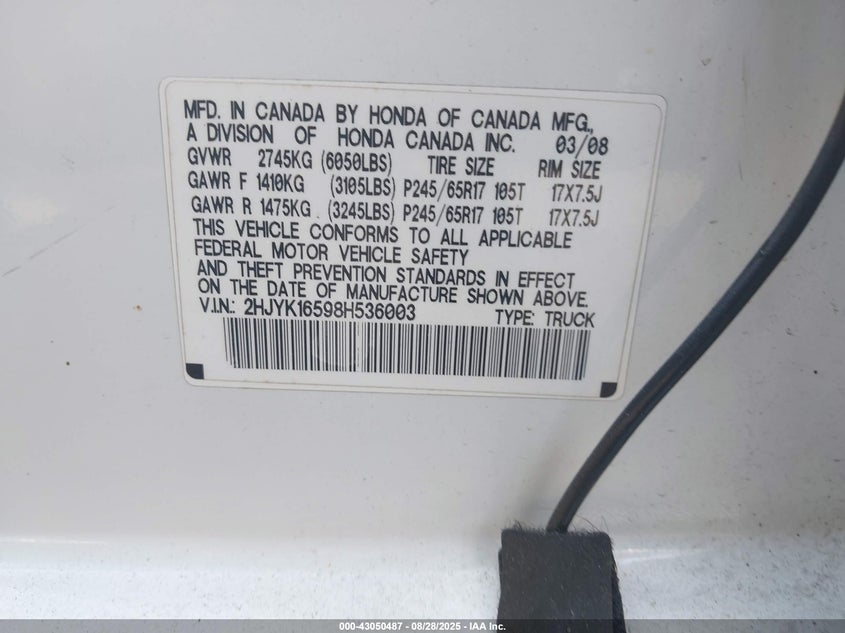 MFD. IN CANADA BY HONDA OF CANADA MFG.,
A DIVISION OF HONDA CANADA INC. 03/08
GVWR 2745KG (6050LBS) TIRE SIZE RIM SIZE
GAWR F 1410KG (3105LBS) P245/65R17 105T 17X7.5J
GAWR R 1475KG (3245LBS) P245/65R17 105T 17X7.5J
THIS VEHICLE CONFORMS TO ALL APPLICABLE
FEDERAL MOTOR VEHICLE SAFETY
AND THEFT PREVENTION STANDARDS IN EFFECT
ON THE DATE OF MANUFACTURE SHOWN ABOVE.
V.I.N.: 2HJYK16598H536003 TYPE: TRUCK
000-43050487 - 08/28/2025 - IAA Inc.